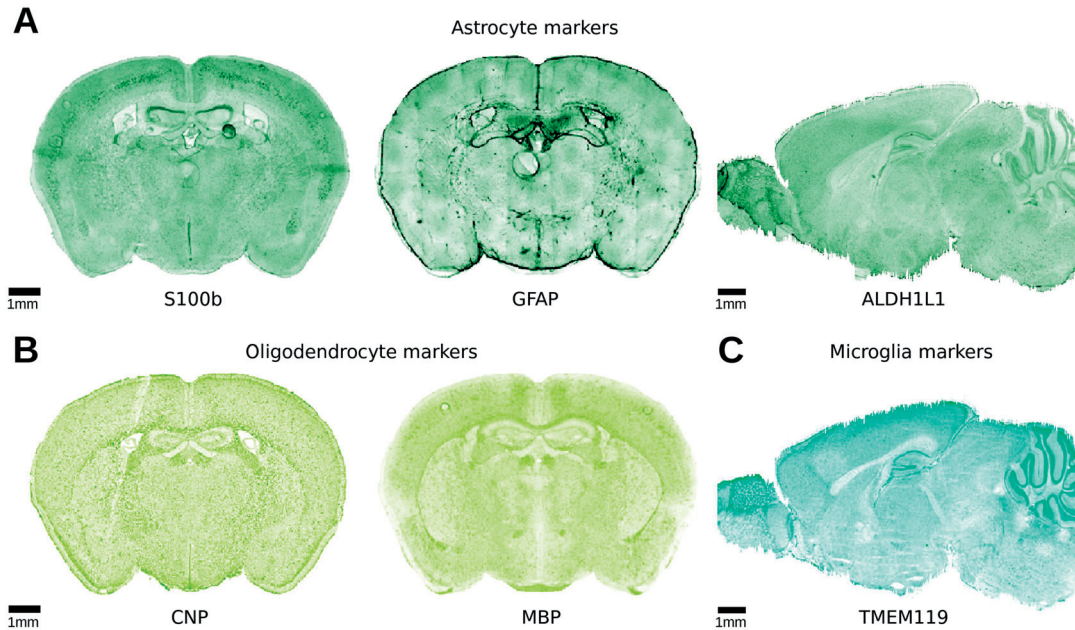 A
Astrocyte markers
1mm
S100b
GFAP
1mm
ALDH1L1
B
Oligodendrocyte markers
C
Microglia markers
1mm
CNP
MBP
1mm
TMEM119